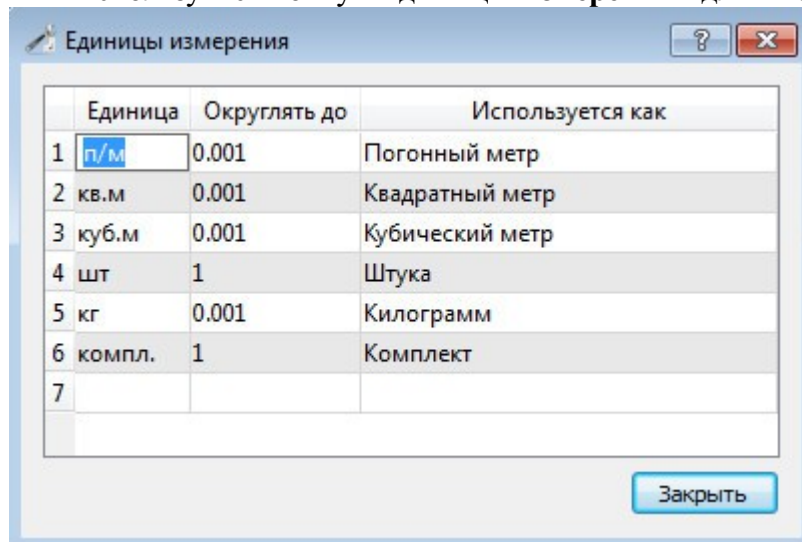 Единицы измерения
Единица Округлять до Используется как
1 п/м 0.001 Погонный метр
2 кв.м 0.001 Квадратный метр
3 куб.м 0.001 Кубический метр
4 шт 1 Штука
5 кг 0.001 Килограмм
6 компл. 1 Комплект
7
Закрыть